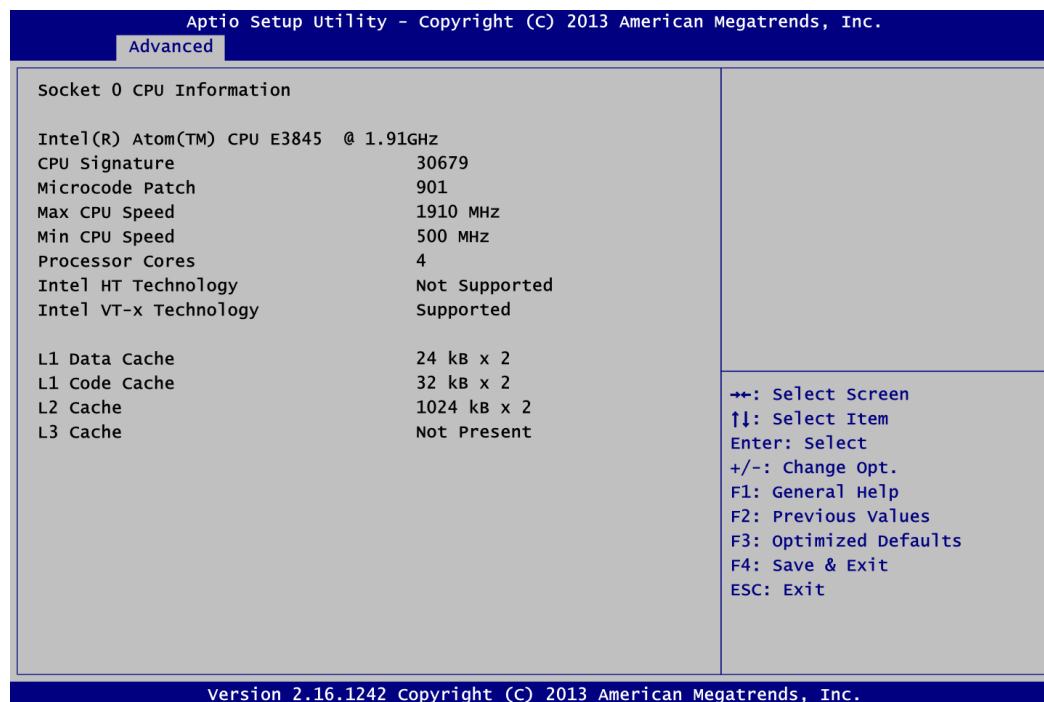 Aptio Setup Utility – Copyright (C) 2013 American Megatrends, Inc.
Advanced
Socket 0 CPU Information
Intel(R) Atom(TM) CPU E3845 @ 1.91GHz
CPU Signature 30679
Microcode Patch 901
Max CPU Speed 1910 MHz
Min CPU Speed 500 MHz
Processor Cores 4
Intel HT Technology Not Supported
Intel VT-x Technology Supported
L1 Data Cache 24 kB x 2
L1 Code Cache 32 kB x 2
L2 Cache 1024 kB x 2
L3 Cache Not Present
→←: Select Screen
↑↓: Select Item
Enter: Select
+/-: Change Opt.
F1: General Help
F2: Previous Values
F3: Optimized Defaults
F4: Save & Exit
ESC: Exit
Version 2.16.1242 Copyright (C) 2013 American Megatrends, Inc.